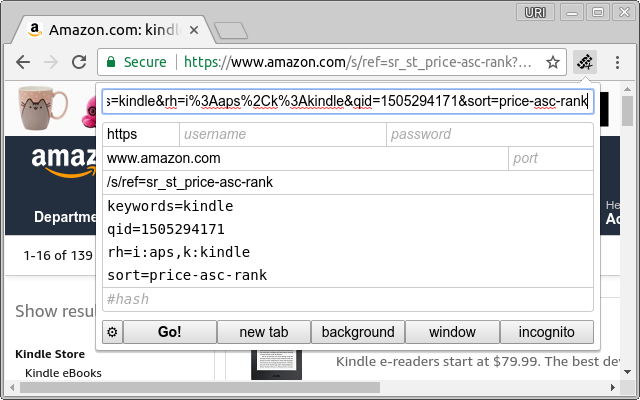 URI
Amazon.com: kindl
Secure https://www.amazon.com/s/ref=sr_st_price-asc-rank?...
s=kindle&rh=i%3Aaps%2Ck%3Akindle&qid=1505294171&sort=price-asc-rank
https username password
www.amazon.com port
/s/ref=sr_st_price-asc-rank
keywords=kindle
qid=1505294171
rh=i:aps,k:kindle
sort=price-asc-rank
#hash
Go! new tab background window incognito
amaz
He
Departme Ac
1-16 of 139
Show resul
Kindle Store
Kindle eBooks
Kindle e-readers start at $79.99. The best dev